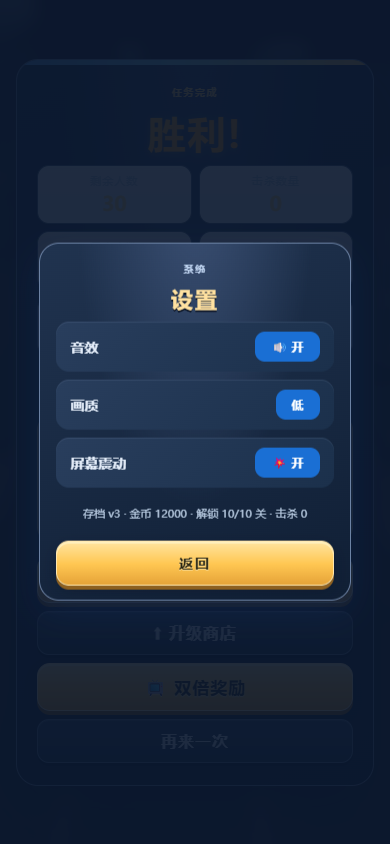 任务完成
胜利!
系统
设置
音效
开
画质
低
屏幕震动
开
存档 v3 · 金币 12000 · 解锁 10/10 关 · 击杀 0
返回
⬆ 升级商店
双倍奖励
再来一次